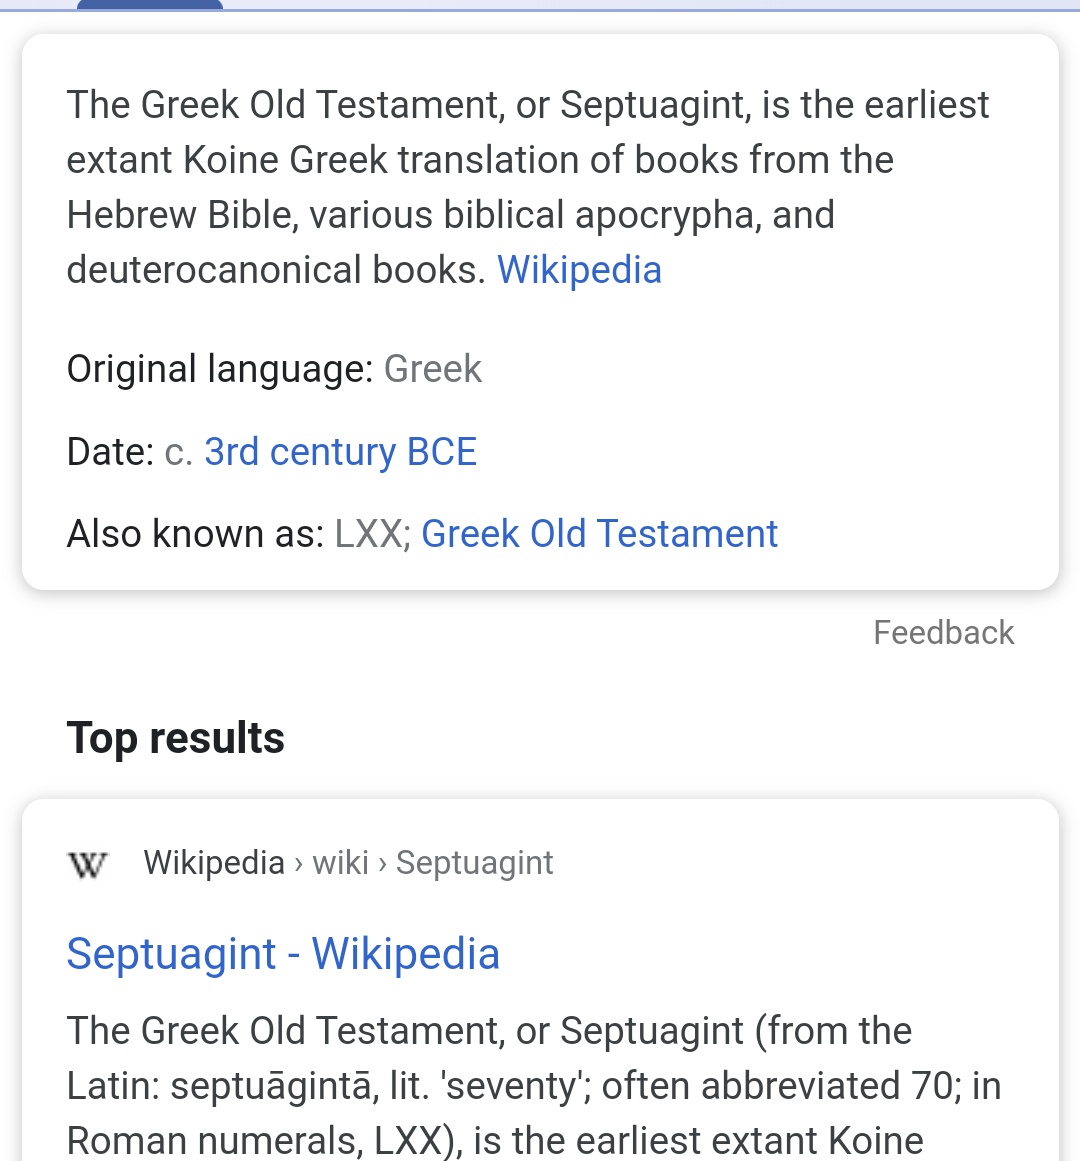 The Greek Old Testament, or Septuagint, is the earliest
extant Koine Greek translation of books from the
Hebrew Bible, various biblical apocrypha, and
deuterocanonical books. Wikipedia
Original language: Greek
Date: c. 3rd century BCE
Also known as: LXX; Greek Old Testament
Feedback
Top results
W Wikipedia › wiki › Septuagint
Septuagint - Wikipedia
The Greek Old Testament, or Septuagint (from the
Latin: septuāgintā, lit. 'seventy'; often abbreviated 70; in
Roman numerals, LXX), is the earliest extant Koine